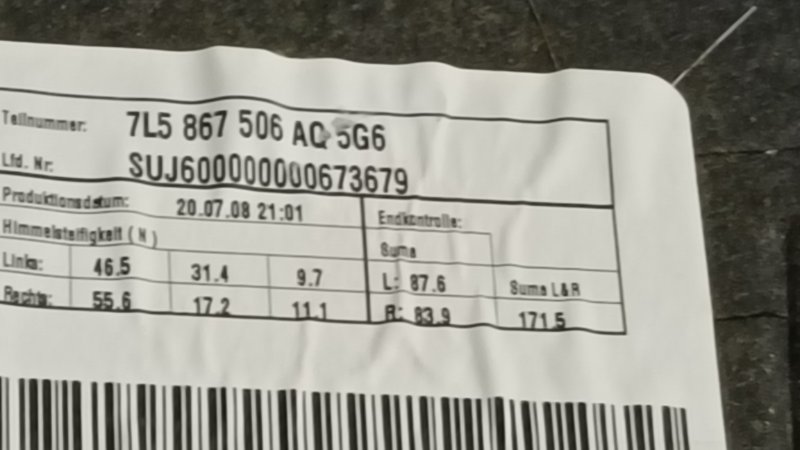 Teilnummer: 7L5 867 506 AQ 5G6
Lfd. Nr: SUJ600000000673679
Produktionsdatum: 20.07.08 21:01 Endkontrolle:
Himmelsteifigkeit ( N ) Suma
Links: 46.5 31.4 9.7 L: 87.6 Suma L&R
Rechts: 55.6 17.2 11.1 R: 83.9 171.5